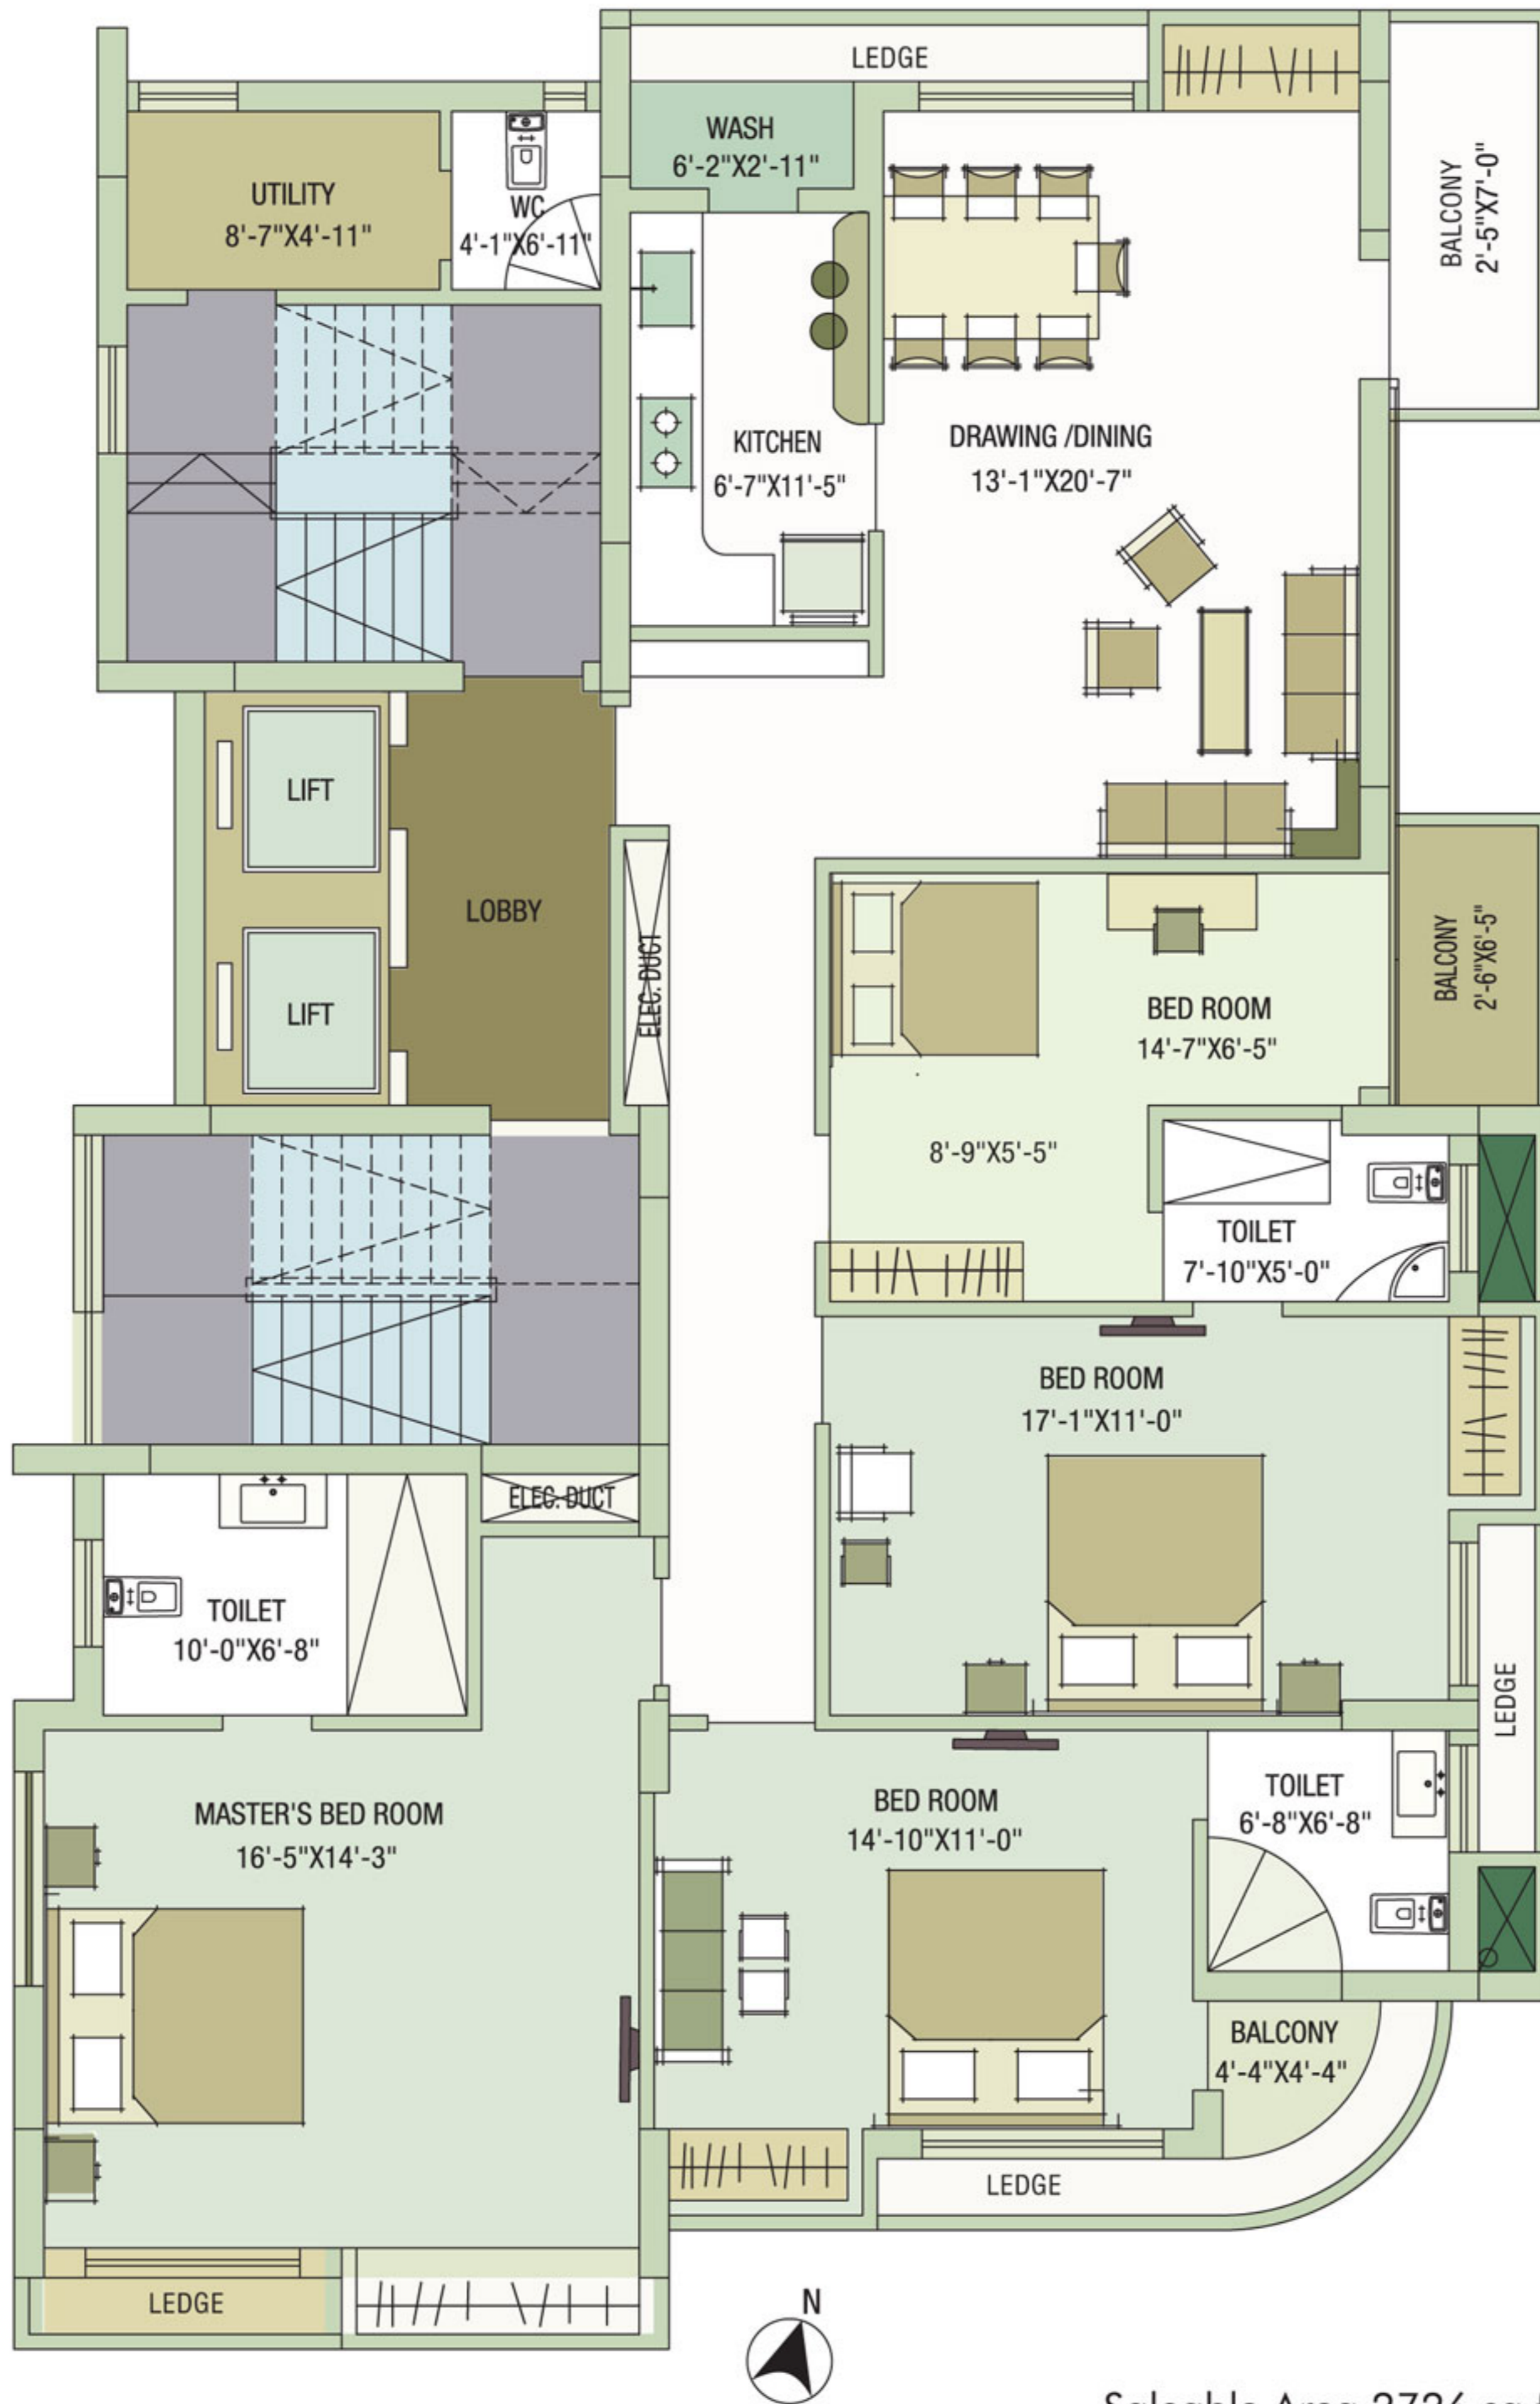 LEDGE
WASH
6'-2"X2'-11"
UTILITY
8'-7"X4'-11"
WC
4'-1"X6'-11"
BALCONY
2'-5"X7'-0"
KITCHEN
6'-7"X11'-5"
DRAWING /DINING
13'-1"X20'-7"
LIFT
LOBBY
LIFT
ELEC. DUCT
BED ROOM
14'-7"X6'-5"
BALCONY
2'-6"X6'-5"
8'-9"X5'-5"
TOILET
7'-10"X5'-0"
BED ROOM
17'-1"X11'-0"
ELEC. DUCT
TOILET
10'-0"X6'-8"
LEDGE
MASTER'S BED ROOM
16'-5"X14'-3"
BED ROOM
14'-10"X11'-0"
TOILET
6'-8"X6'-8"
BALCONY
4'-4"X4'-4"
LEDGE
LEDGE
N